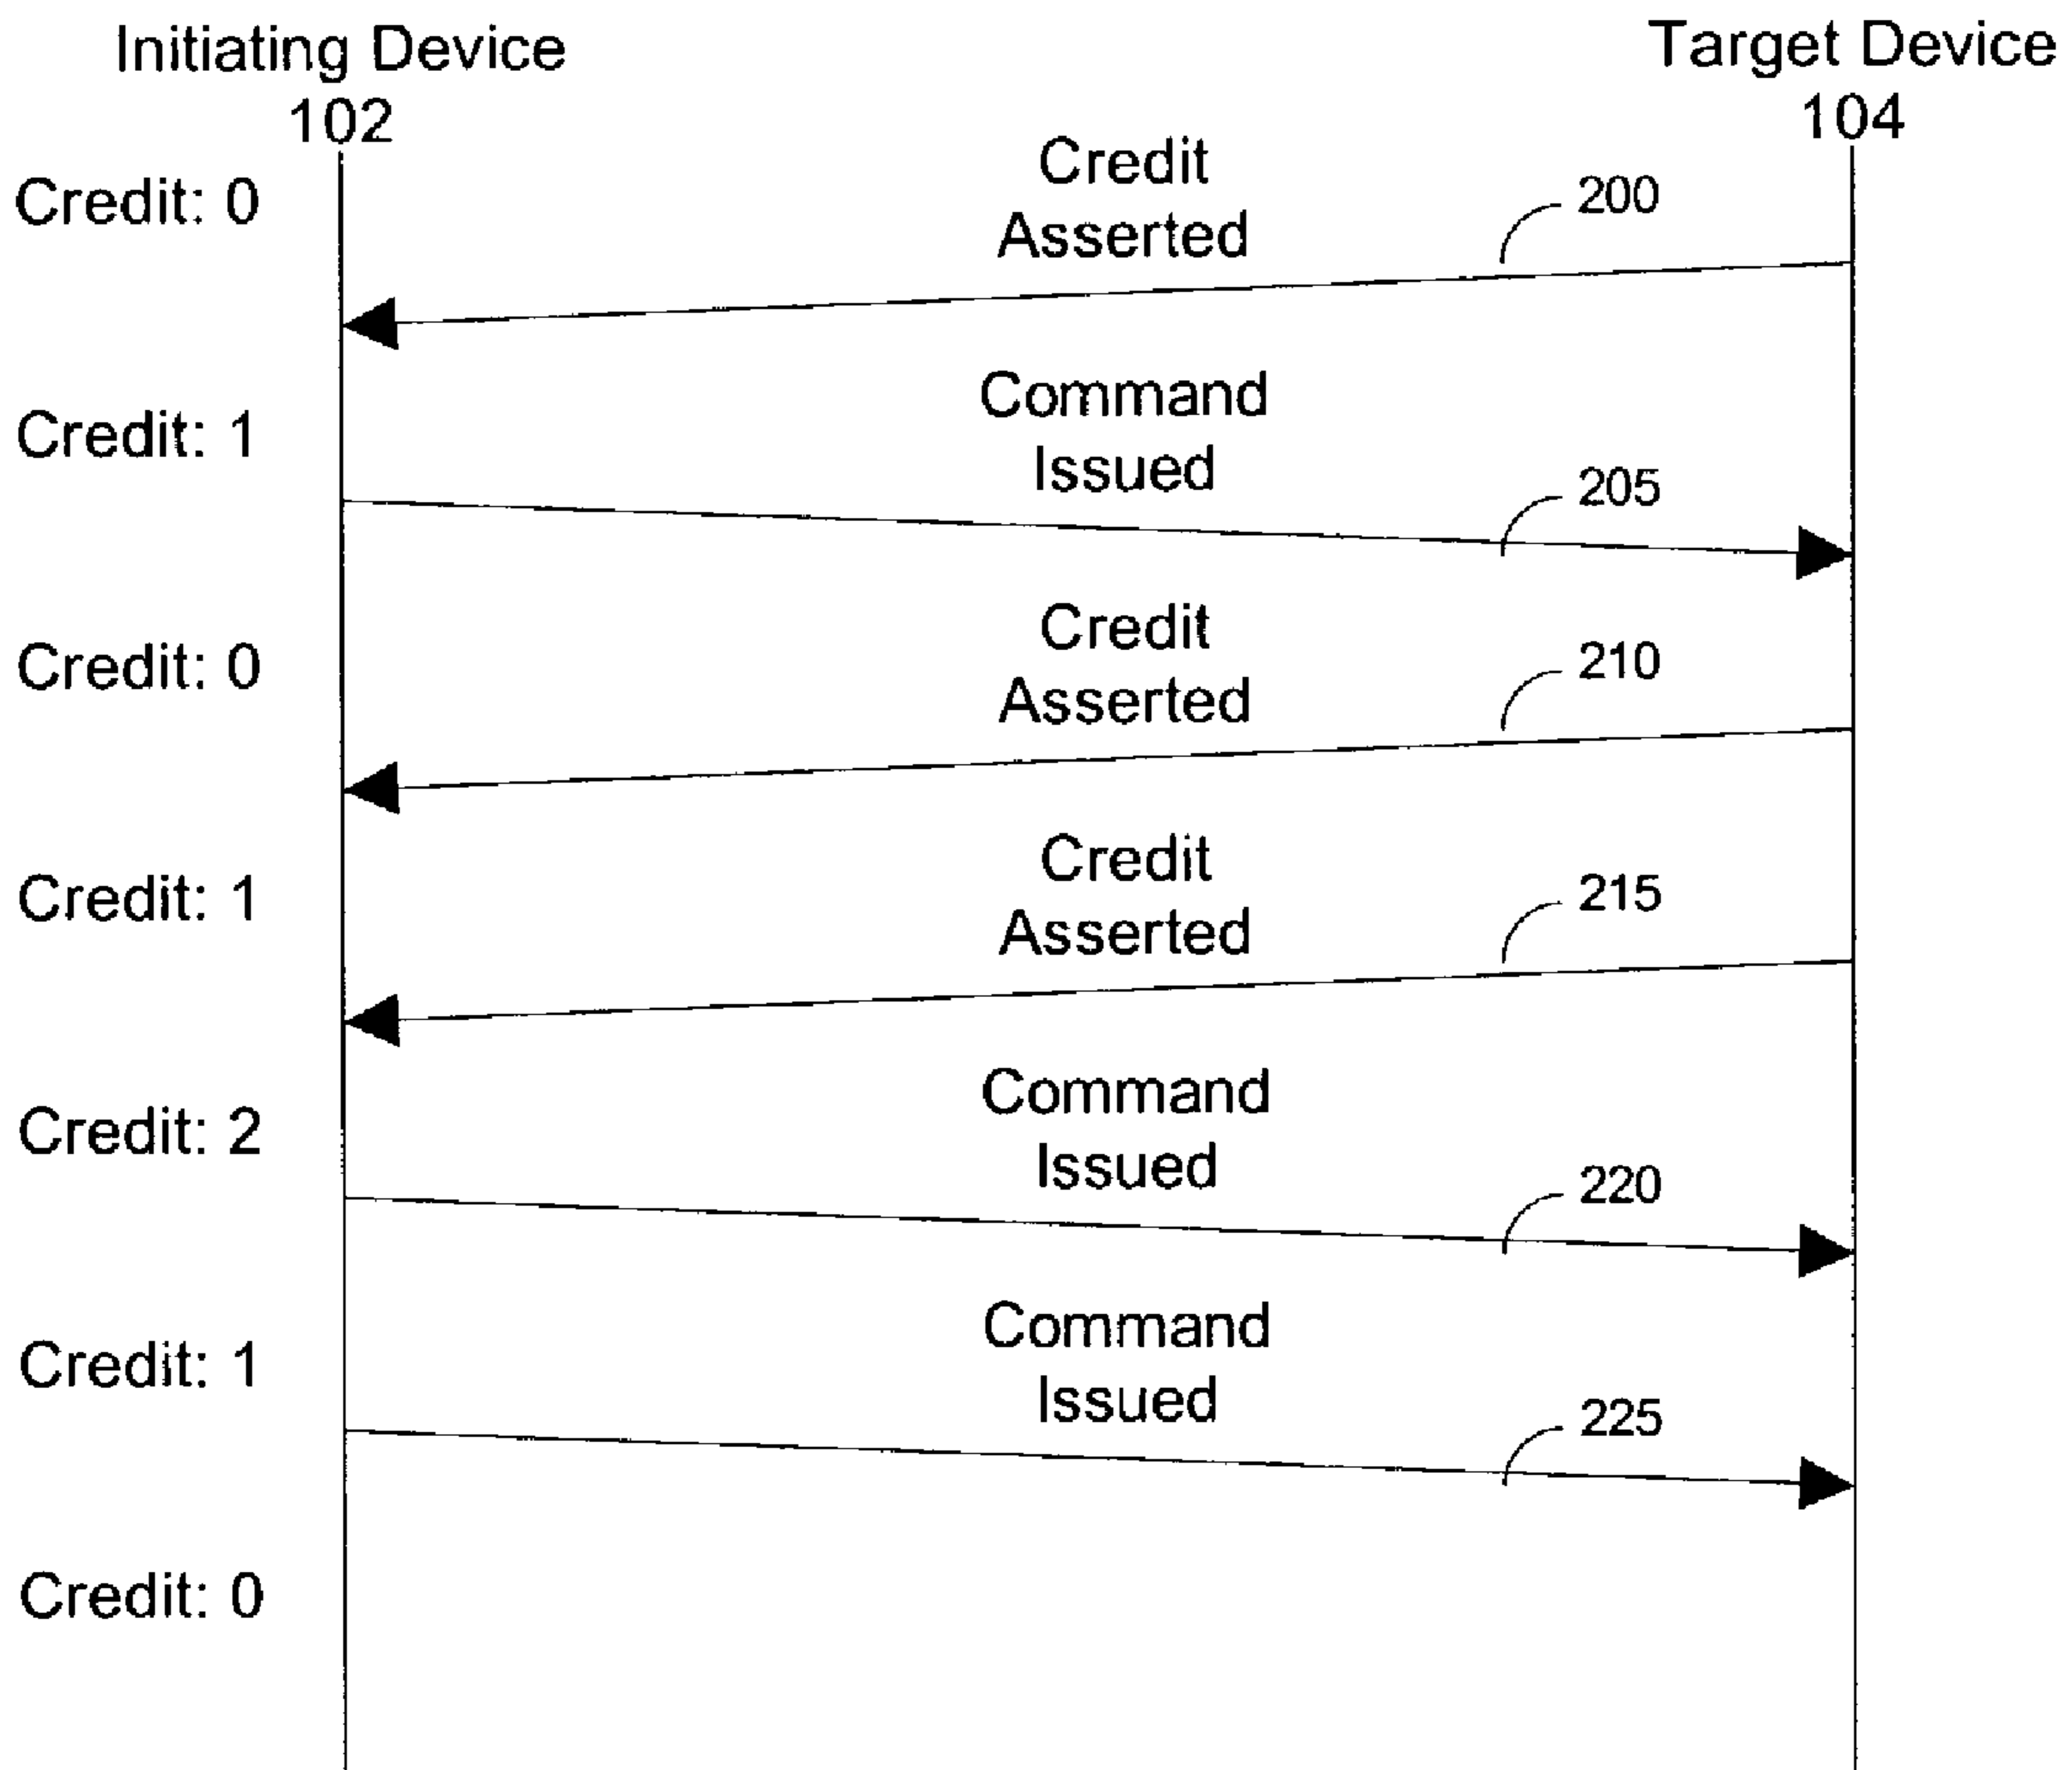 Initiating Device
102
Target Device
104
Credit: 0
Credit
Asserted
200
Credit: 1
Command
Issued
205
Credit: 0
Credit
Asserted
210
Credit: 1
Credit
Asserted
215
Credit: 2
Command
Issued
220
Credit: 1
Command
Issued
225
Credit: 0